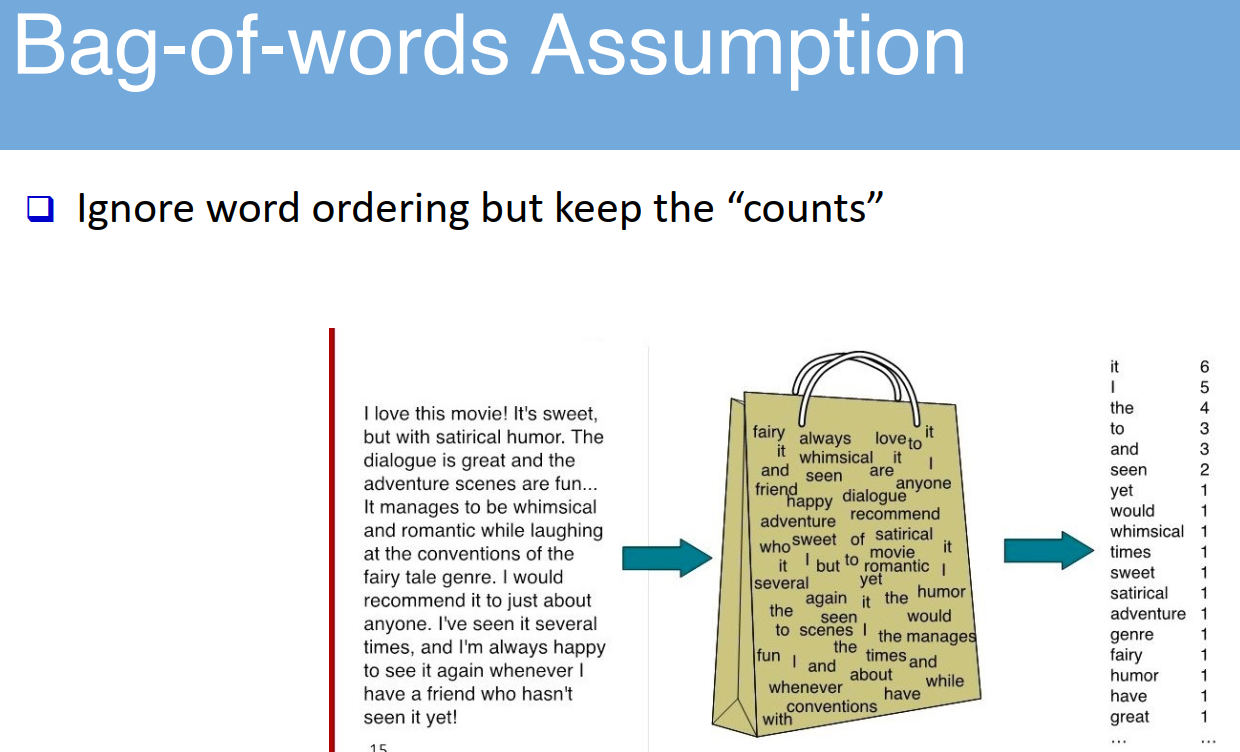 Bag-of-words Assumption
Ignore word ordering but keep the “counts”
I love this movie! It's sweet,
but with satirical humor. The
dialogue is great and the
adventure scenes are fun...
It manages to be whimsical
and romantic while laughing
at the conventions of the
fairy tale genre. I would
recommend it to just about
anyone. I've seen it several
times, and I'm always happy
to see it again whenever I
have a friend who hasn't
seen it yet!
15
fairy always love to it
it whimsical it I
and seen are anyone
friend happy dialogue
adventure recommend
who sweet of satirical
it I but to romantic I
movie it
several yet
again it the humor
the seen would
to scenes I the manages
the
fun I and times and
about while
whenever have
conventions
with
it 6
I 5
the 4
to 3
and 3
seen 2
yet 1
would 1
whimsical 1
times 1
sweet 1
satirical 1
adventure 1
genre 1
fairy 1
humor 1
have 1
great 1
... ...